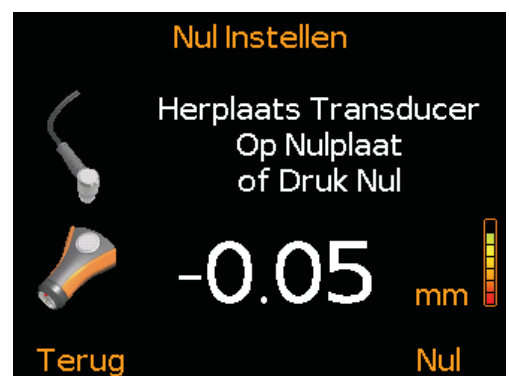 Nul Instellen
Herplaats Transducer
Op Nulplaat
of Druk Nul
-0.05 mm
Terug Nul